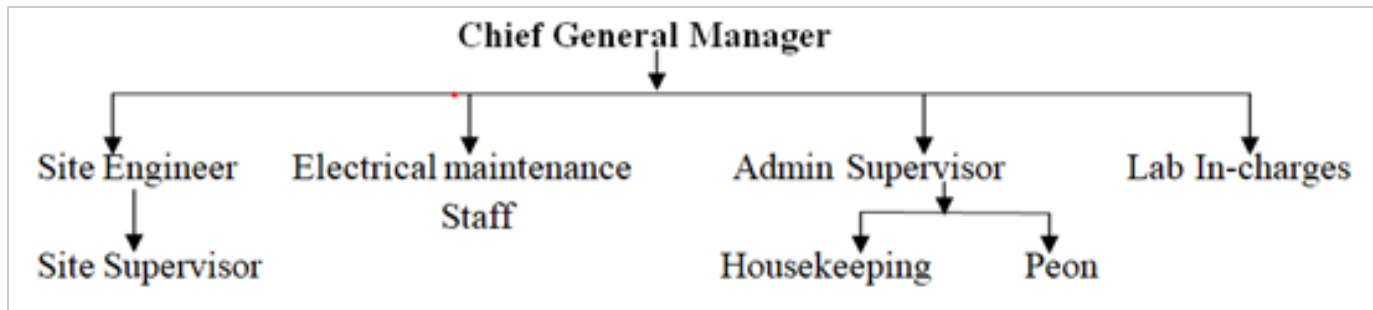 Chief General Manager
Site Engineer
Electrical maintenance
Staff
Admin Supervisor
Lab In-charges
Site Supervisor
Housekeeping
Peon